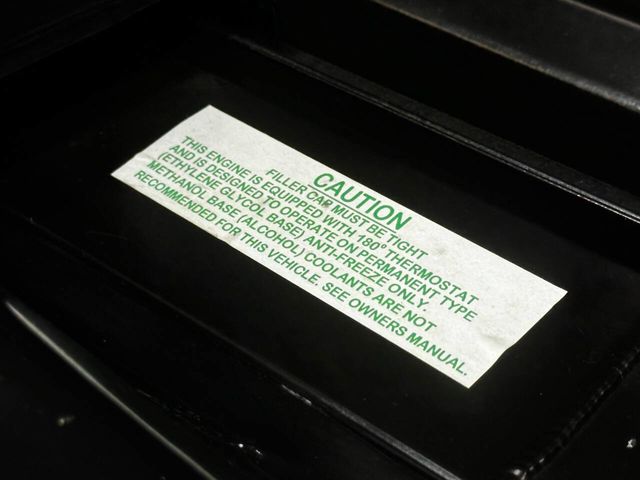 CAUTION
FILLER CAP MUST BE TIGHT
THIS ENGINE IS EQUIPPED WITH 180° THERMOSTAT
AND IS DESIGNED TO OPERATE ON PERMANENT TYPE
(ETHYLENE GLYCOL BASE) ANTI-FREEZE ONLY.
METHANOL BASE (ALCOHOL) COOLANTS ARE NOT
RECOMMENDED FOR THIS VEHICLE. SEE OWNERS MANUAL.